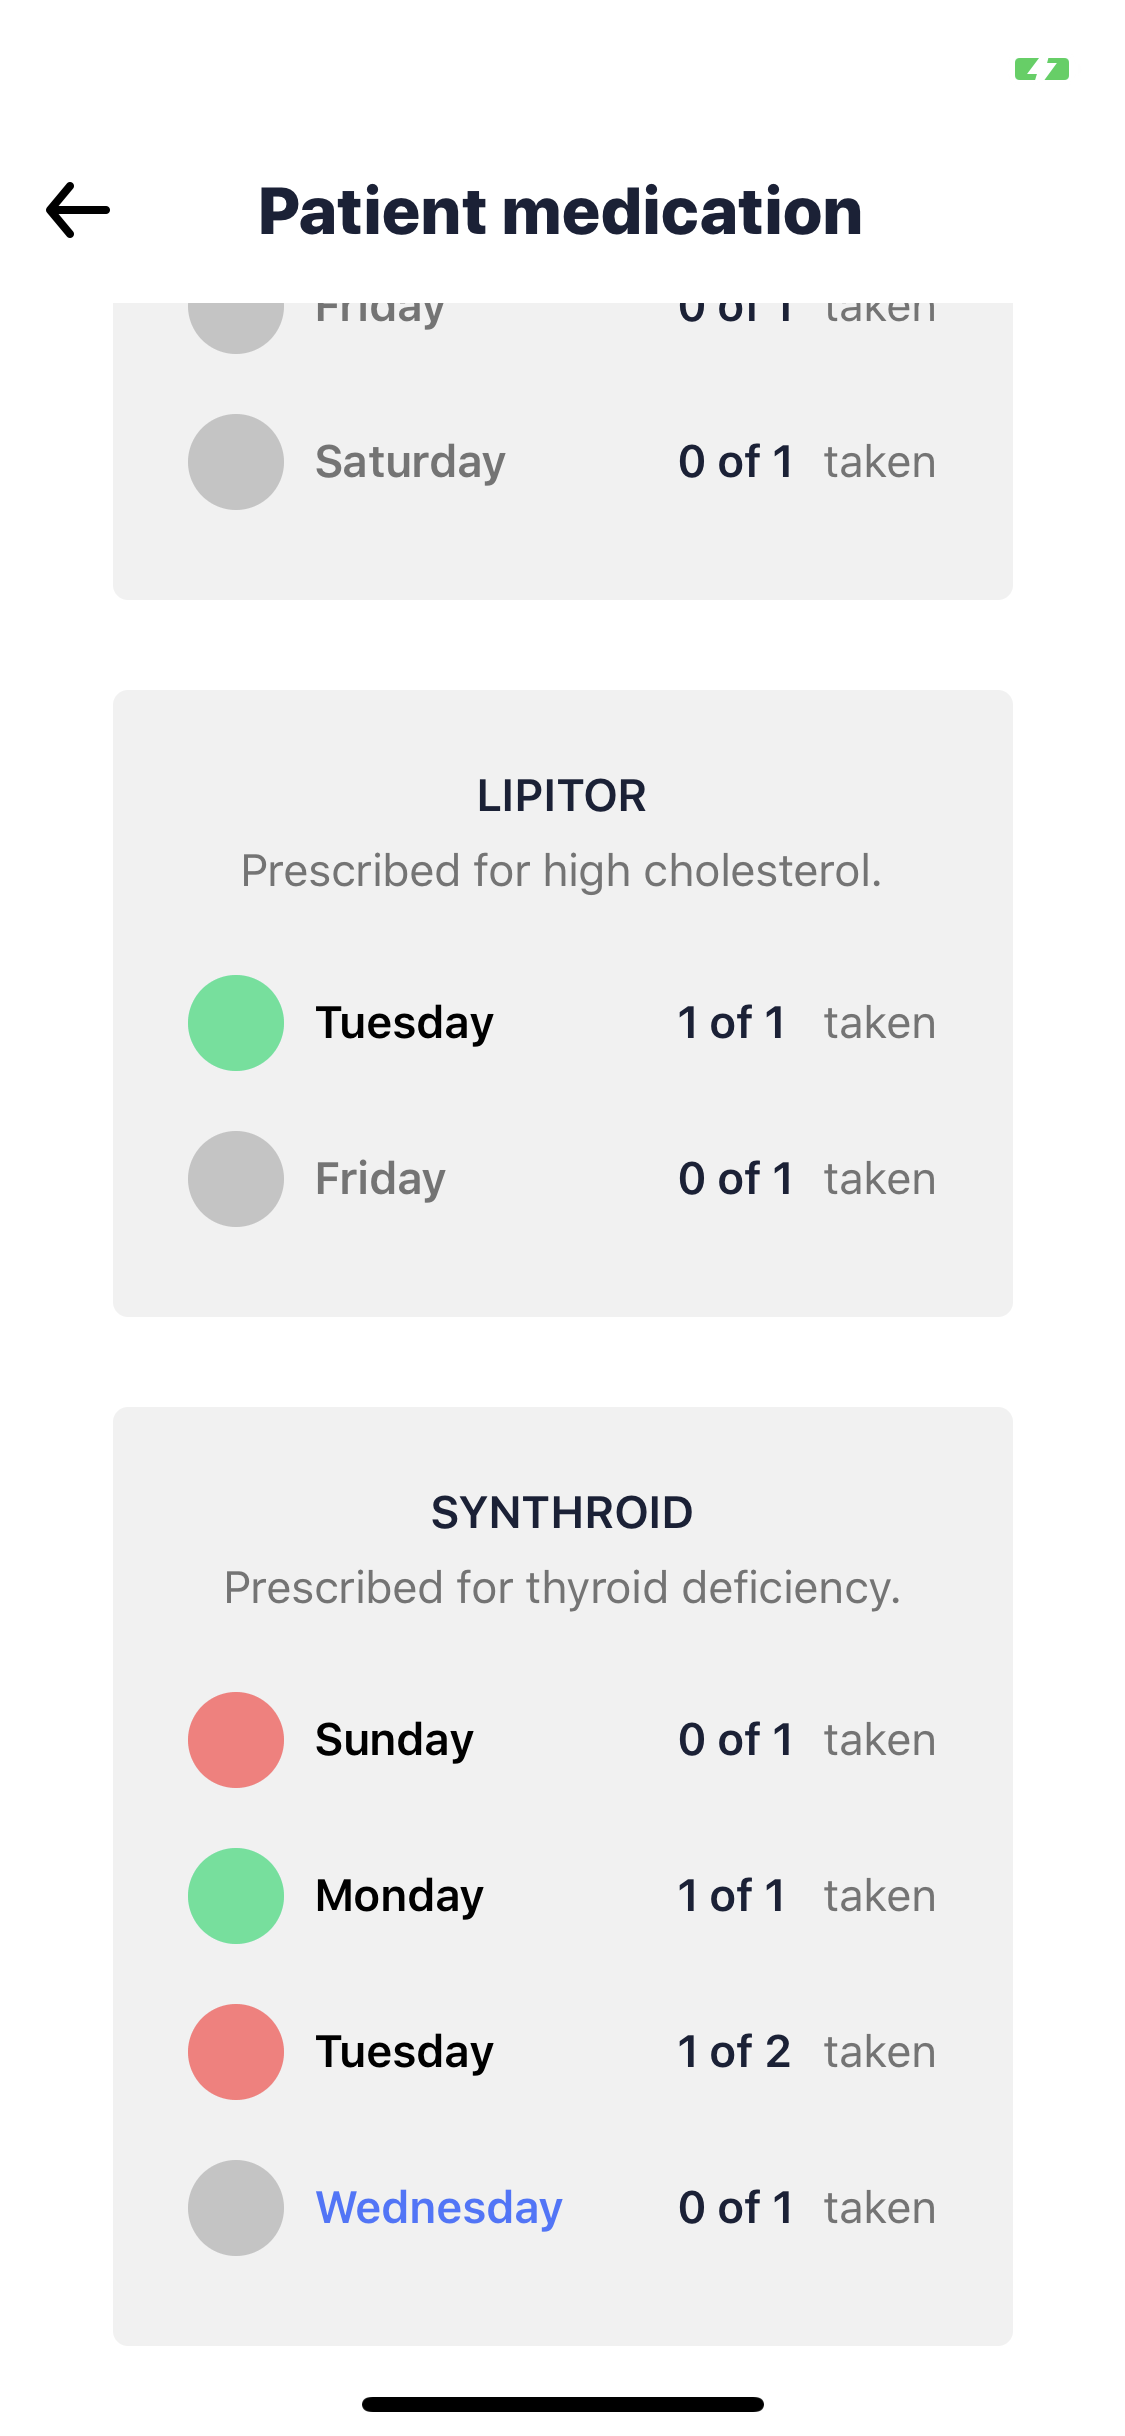 Patient medication
Friday 0 of 1 taken
Saturday 0 of 1 taken
LIPITOR
Prescribed for high cholesterol.
Tuesday 1 of 1 taken
Friday 0 of 1 taken
SYNTHROID
Prescribed for thyroid deficiency.
Sunday 0 of 1 taken
Monday 1 of 1 taken
Tuesday 1 of 2 taken
Wednesday 0 of 1 taken